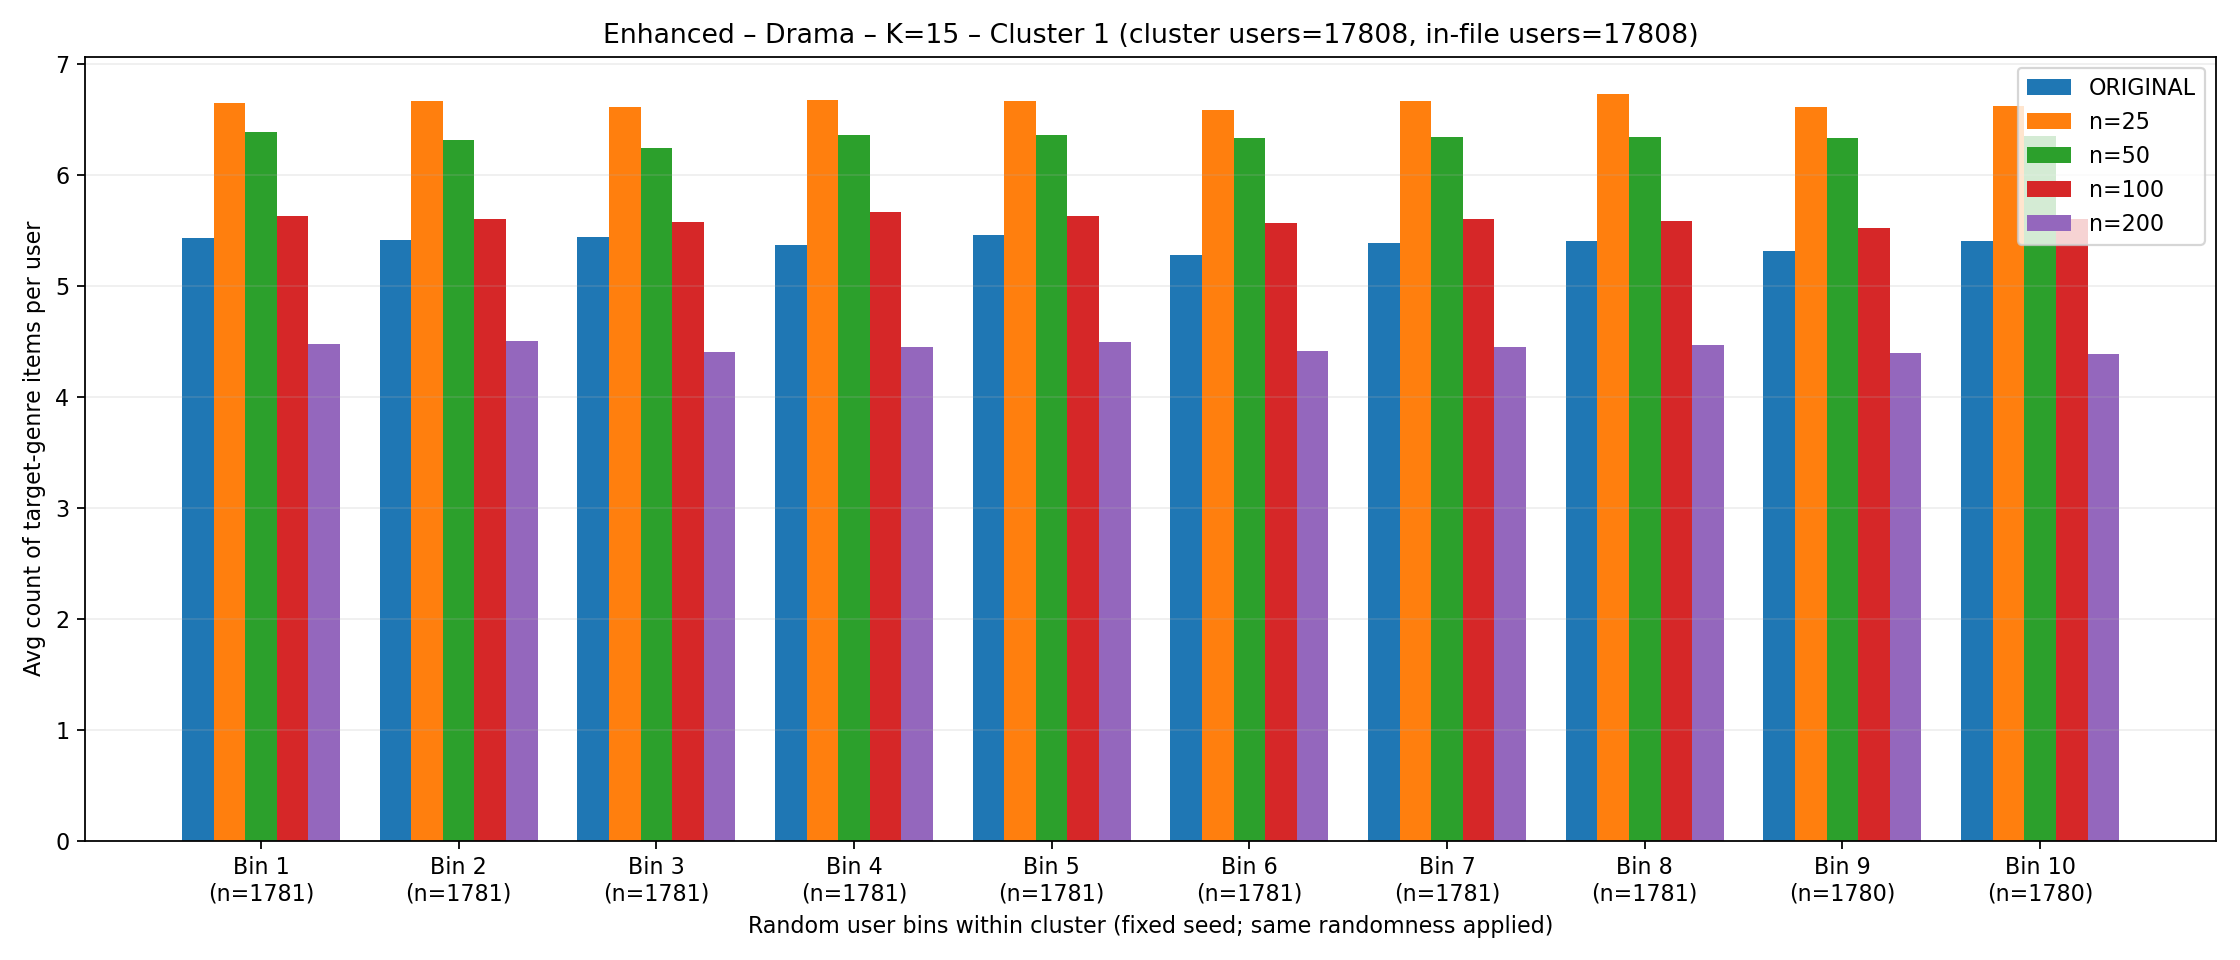 Enhanced – Drama – K=15 – Cluster 1 (cluster users=17808, in-file users=17808)
Avg count of target-genre items per user
7
6
5
4
3
2
1
0
ORIGINAL
n=25
n=50
n=100
n=200
Bin 1 Bin 2 Bin 3 Bin 4 Bin 5 Bin 6 Bin 7 Bin 8 Bin 9 Bin 10
(n=1781) (n=1781) (n=1781) (n=1781) (n=1781) (n=1781) (n=1781) (n=1781) (n=1780) (n=1780)
Random user bins within cluster (fixed seed; same randomness applied)